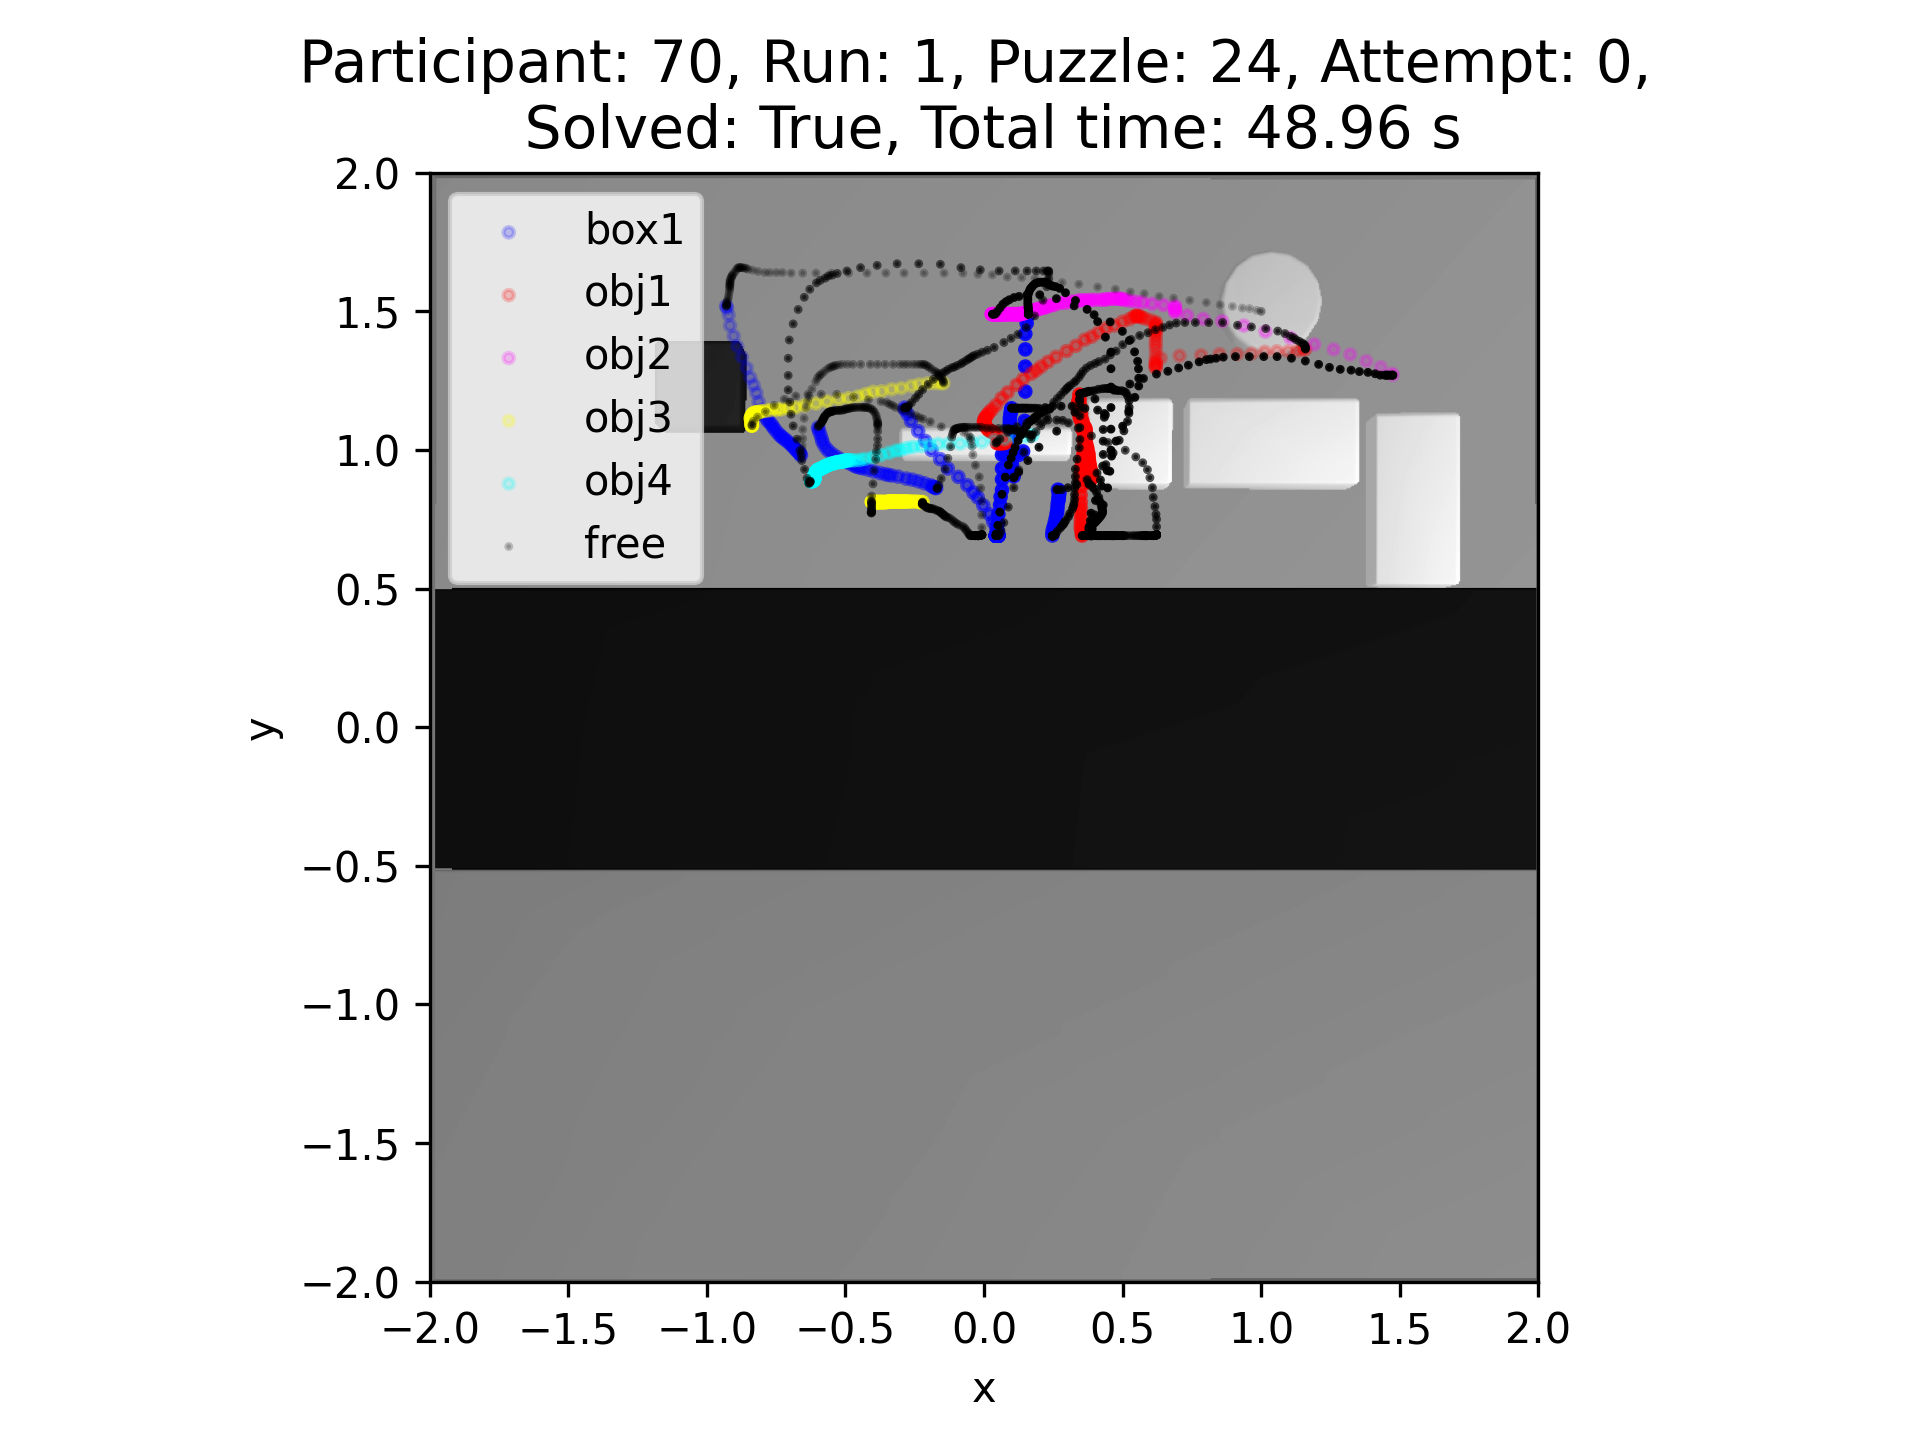 Participant: 70, Run: 1, Puzzle: 24, Attempt: 0,
Solved: True, Total time: 48.96 s
2.0
1.5
1.0
0.5
0.0
−0.5
−1.0
−1.5
−2.0
y
box1
obj1
obj2
obj3
obj4
free
−2.0 −1.5 −1.0 −0.5 0.0 0.5 1.0 1.5 2.0
x